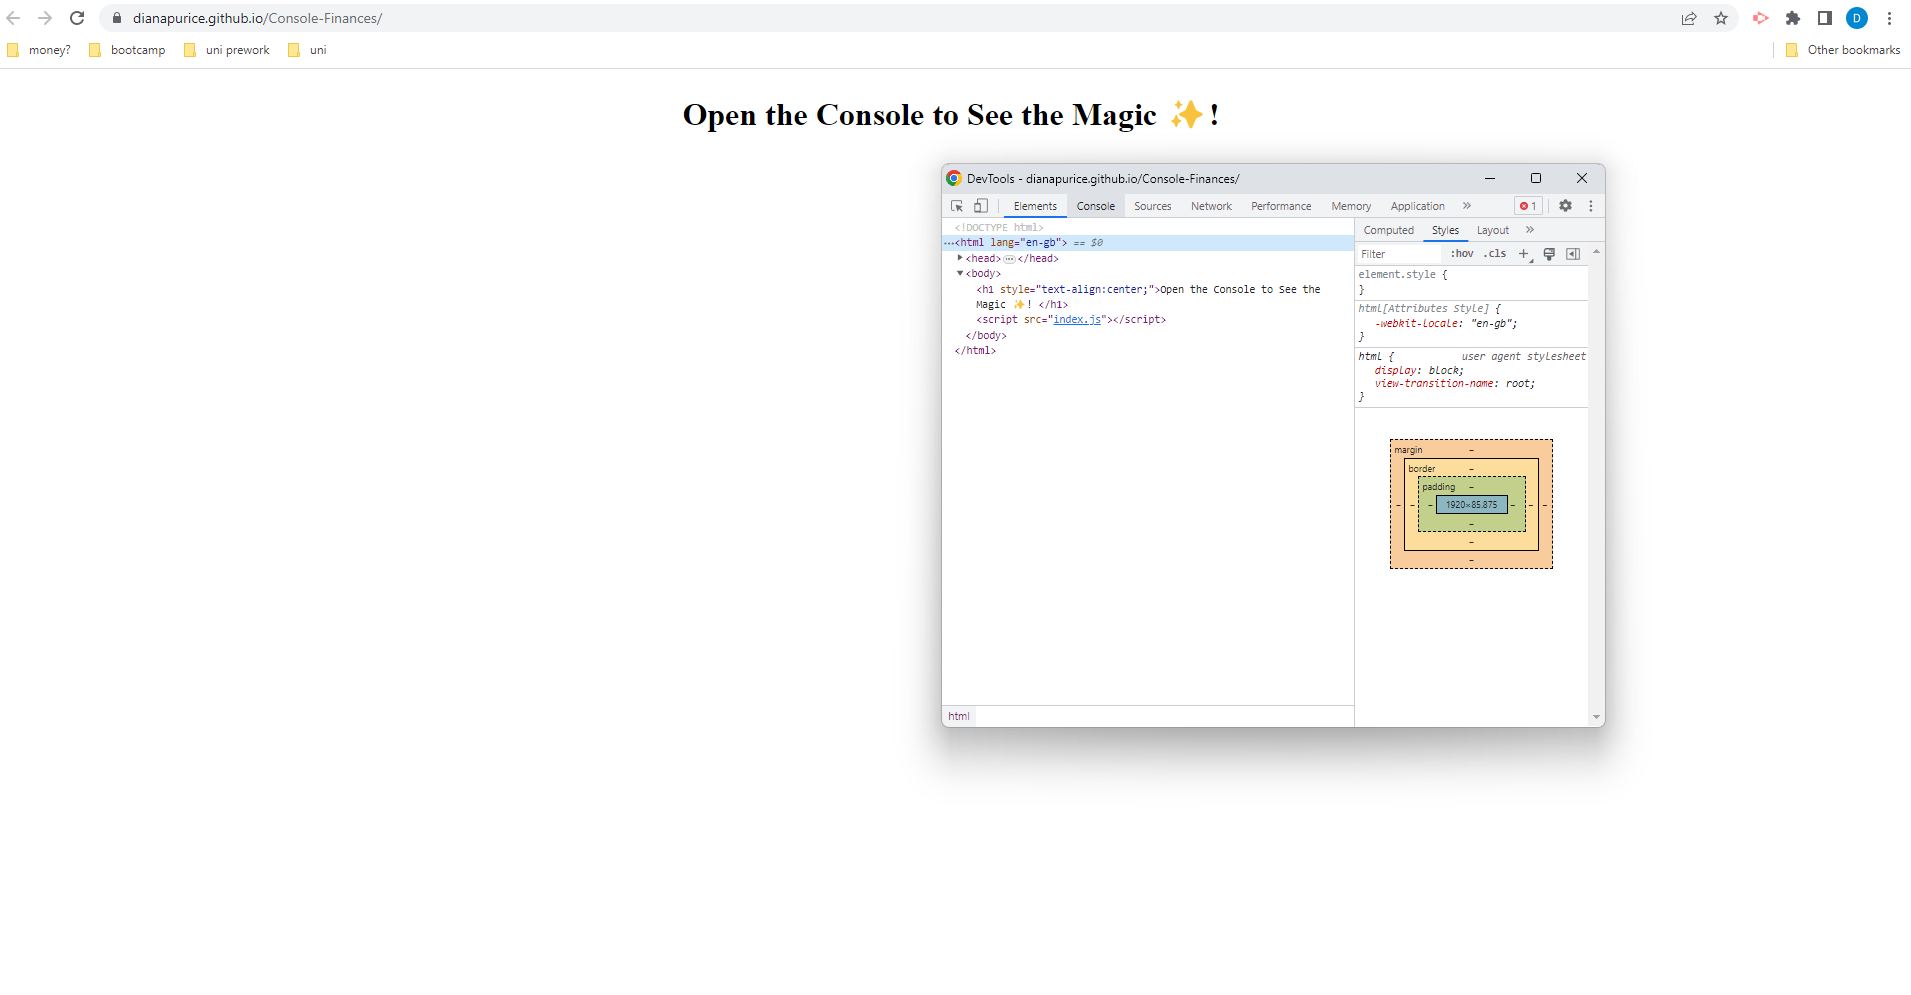 dianapurice.github.io/Console-Finances/
D
money?
bootcamp
uni prework
uni
Other bookmarks
Open the Console to See the Magic ✨!
DevTools - dianapurice.github.io/Console-Finances/
Elements Console Sources Network Performance Memory Application » 1
<!DOCTYPE html>
…<html lang="en-gb"> == $0
<head>…</head>
<body>
<h1 style="text-align:center;">Open the Console to See the
Magic ✨! </h1>
<script src="index.js"></script>
</body>
</html>
html
Computed Styles Layout »
Filter :hov .cls +
element.style {
}
html[Attributes Style] {
-webkit-locale: "en-gb";
}
html { user agent stylesheet
display: block;
view-transition-name: root;
}
margin –
border –
padding –
– – – 1920×85.875 – – –
–
–
–